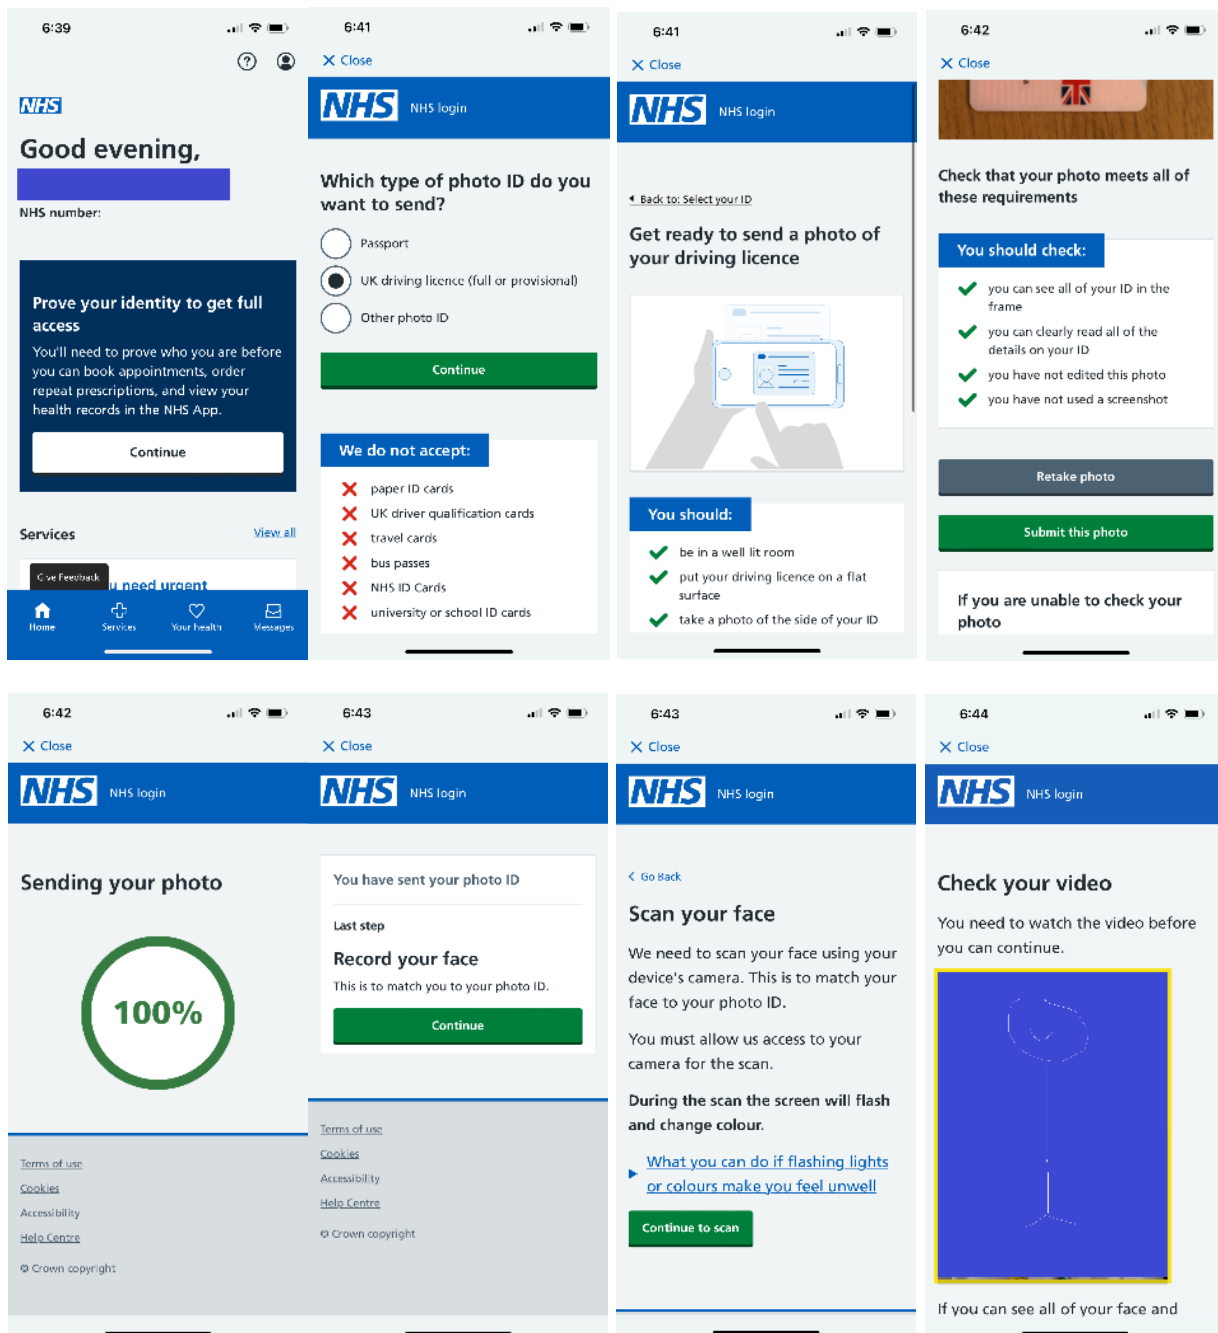 6:39
NHS
Good evening,
NHS number:
Prove your identity to get full
access
You'll need to prove who you are before
you can book appointments, order
repeat prescriptions, and view your
health records in the NHS App.
Continue
Services
View all
Give Feedback
u need urgent
Home
Services
Your health
Messages
6:41
Close
NHS
NHS login
Which type of photo ID do you
want to send?
Passport
UK driving licence (full or provisional)
Other photo ID
Continue
We do not accept:
paper ID cards
UK driver qualification cards
travel cards
bus passes
NHS ID Cards
university or school ID cards
6:41
Close
NHS
NHS login
Back to: Select your ID
Get ready to send a photo of
your driving licence
You should:
be in a well lit room
put your driving licence on a flat
surface
take a photo of the side of your ID
6:42
Close
Check that your photo meets all of
these requirements
You should check:
you can see all of your ID in the
frame
you can clearly read all of the
details on your ID
you have not edited this photo
you have not used a screenshot
Retake photo
Submit this photo
If you are unable to check your
photo
6:42
Close
NHS
NHS login
Sending your photo
100%
Terms of use
Cookies
Accessibility
Help Centre
© Crown copyright
6:43
Close
NHS
NHS login
You have sent your photo ID
Last step
Record your face
This is to match you to your photo ID.
Continue
Terms of use
Cookies
Accessibility
Help Centre
© Crown copyright
6:43
Close
NHS
NHS login
Go Back
Scan your face
We need to scan your face using your
device's camera. This is to match your
face to your photo ID.
You must allow us access to your
camera for the scan.
During the scan the screen will flash
and change colour.
What you can do if flashing lights
or colours make you feel unwell
Continue to scan
6:44
Close
NHS
NHS login
Check your video
You need to watch the video before
you can continue.
If you can see all of your face and